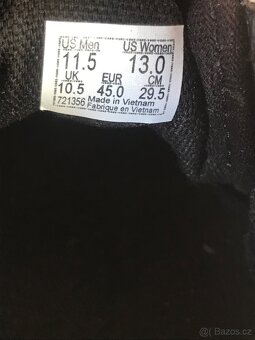 US Men US Women
11.5 13.0
UK EUR CM
10.5 45.0 29.5
721356 Made in Vietnam
Fabrique en Vietnam
© Bazos.cz